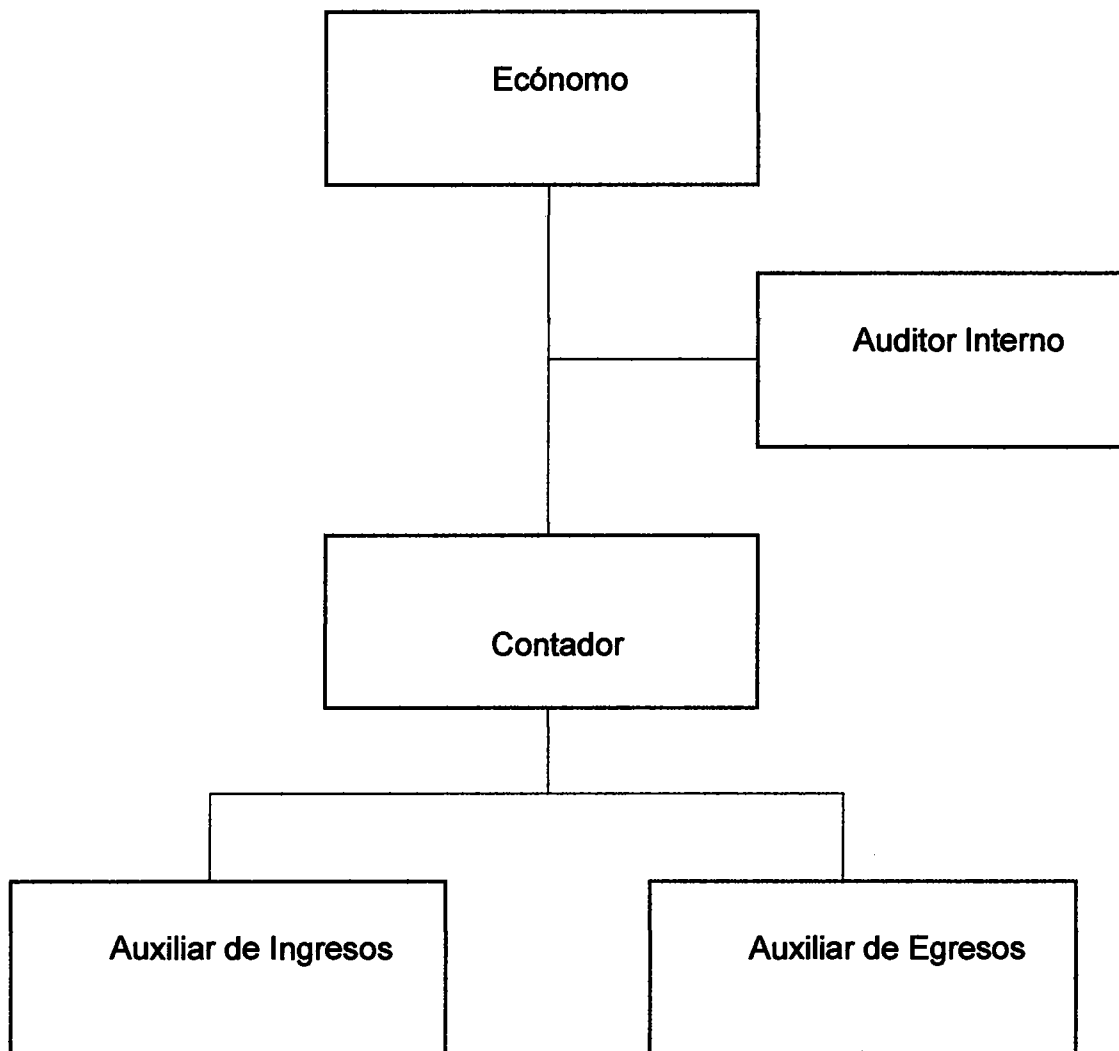 Ecónomo
Auditor Interno
Contador
Auxiliar de Ingresos
Auxiliar de Egresos